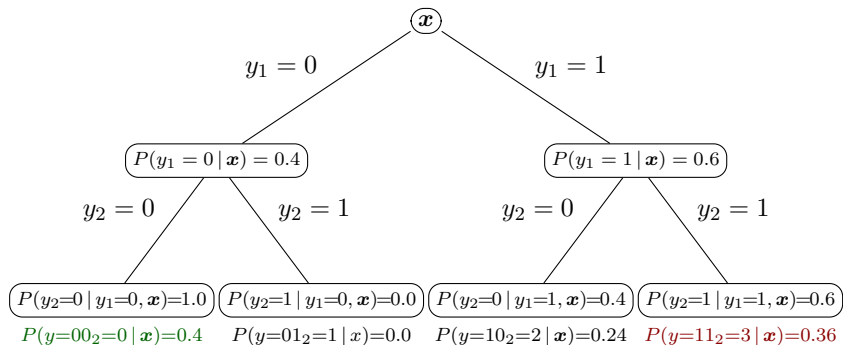 x
y₁ = 0
y₁ = 1
P(y₁ = 0 | x) = 0.4
P(y₁ = 1 | x) = 0.6
y₂ = 0
y₂ = 1
y₂ = 0
y₂ = 1
P(y₂=0 | y₁=0, x)=1.0
P(y₂=1 | y₁=0, x)=0.0
P(y₂=0 | y₁=1, x)=0.4
P(y₂=1 | y₁=1, x)=0.6
P(y=00₂=0 | x)=0.4
P(y=01₂=1 | x)=0.0
P(y=10₂=2 | x)=0.24
P(y=11₂=3 | x)=0.36